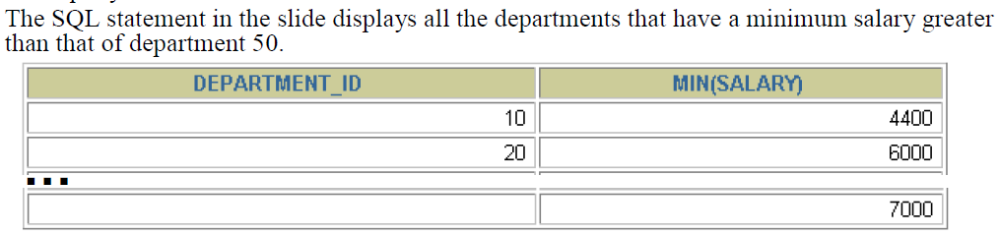 The SQL statement in the slide displays all the departments that have a minimum salary greater
than that of department 50.
DEPARTMENT_ID MIN(SALARY)
10 4400
20 6000
...
7000